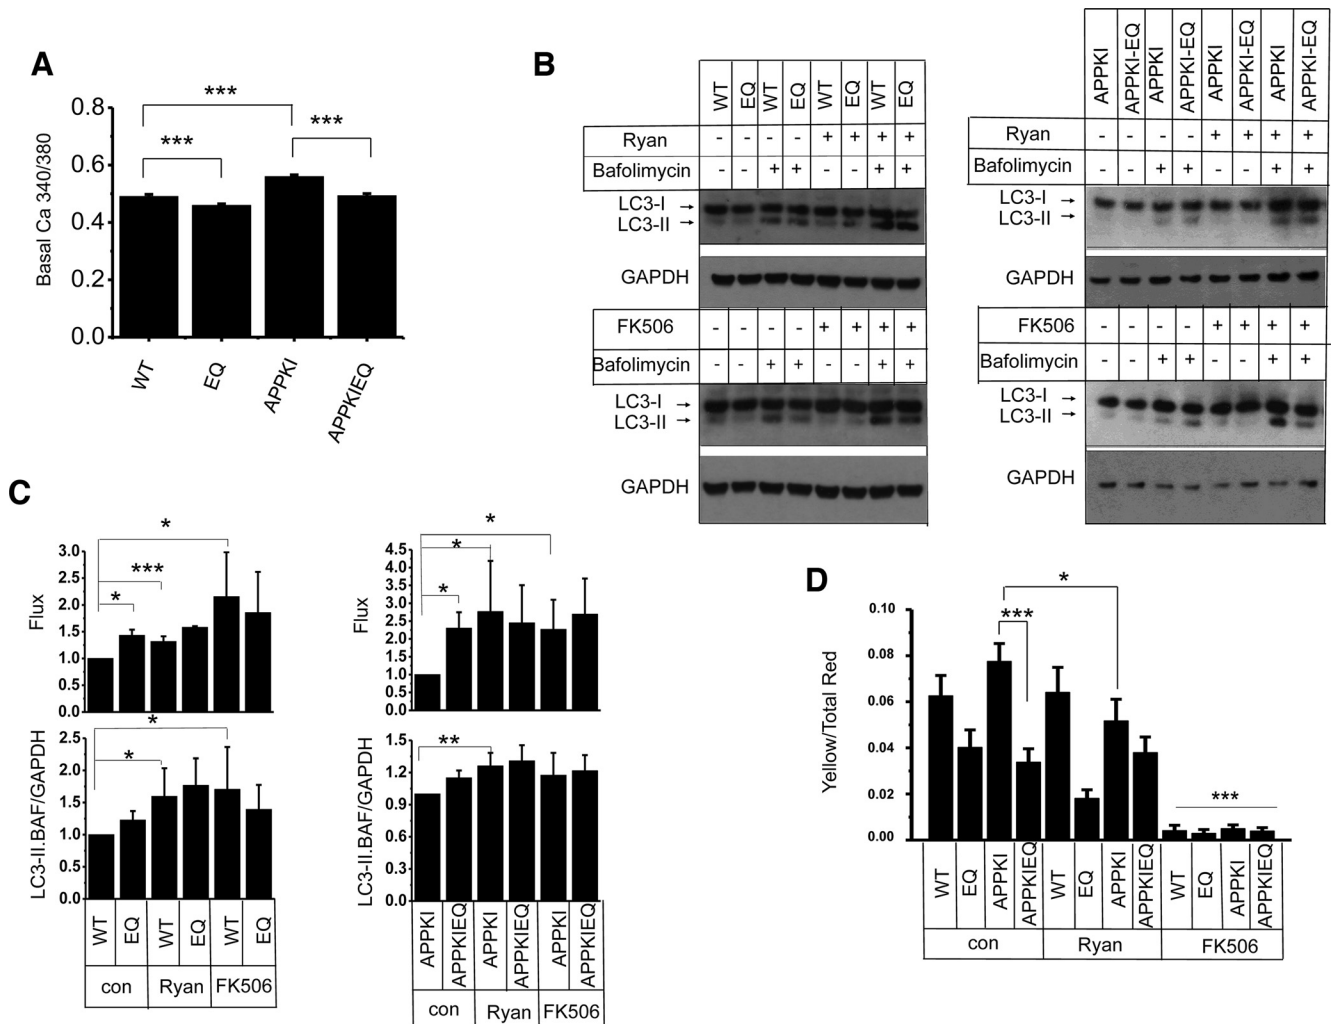 A
Basal Ca 340/380
0.8
0.6
0.4
0.2
0.0
***
***
***
WT
EQ
APPKI
APPKIEQ
B
WT EQ WT EQ WT EQ WT EQ
Ryan - - - - + + + +
Bafolimycin - - + + - - + +
LC3-I
LC3-II
GAPDH
FK506 - - - - + + + +
Bafolimycin - - + + - - + +
LC3-I
LC3-II
GAPDH
APPKI APPKI-EQ APPKI APPKI-EQ APPKI APPKI-EQ APPKI APPKI-EQ
Ryan - - - - + + + +
Bafolimycin - - + + - - + +
LC3-I
LC3-II
GAPDH
FK506 - - - - + + + +
Bafolimycin - - + + - - + +
LC3-I
LC3-II
GAPDH
C
Flux
3.0
2.5
2.0
1.5
1.0
0.5
0.0
*
***
*
LC3-II.BAF/GAPDH
2.5
2.0
1.5
1.0
0.5
0.0
*
*
WT EQ WT EQ WT EQ
con Ryan FK506
Flux
4.5
4.0
3.5
3.0
2.5
2.0
1.5
1.0
0.5
0.0
*
*
*
LC3-II.BAF/GAPDH
1.5
1.2
0.9
0.6
0.3
0.0
**
APPKI APPKIEQ APPKI APPKIEQ APPKI APPKIEQ
con Ryan FK506
D
Yellow/Total Red
0.10
0.08
0.06
0.04
0.02
0.00
*
***
***
WT EQ APPKI APPKIEQ WT EQ APPKI APPKIEQ WT EQ APPKI APPKIEQ
con Ryan FK506